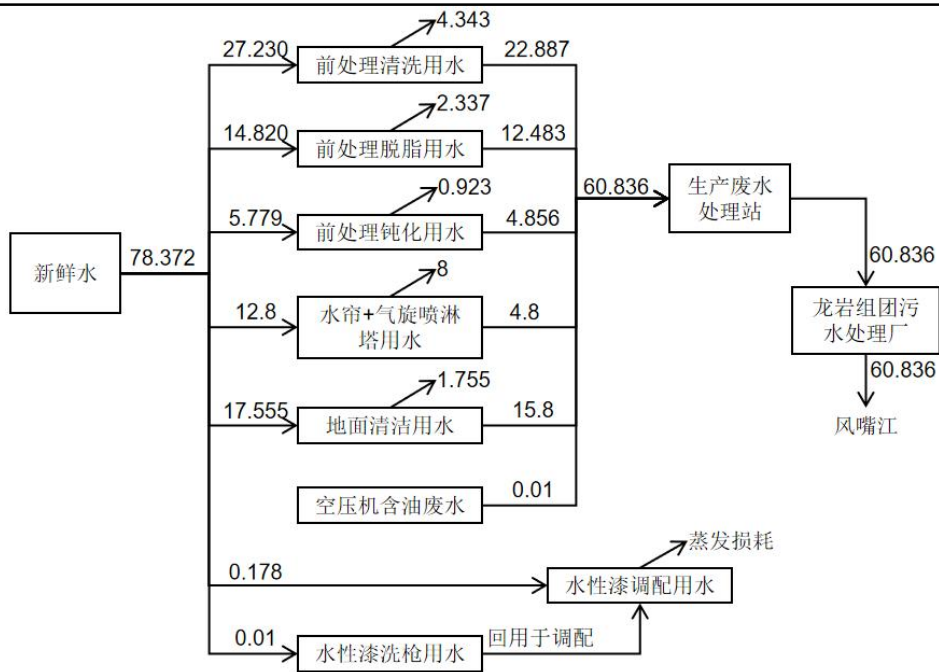 4.343
27.230
前处理清洗用水
22.887
2.337
14.820
前处理脱脂用水
12.483
0.923
5.779
前处理钝化用水
4.856
60.836
生产废水
处理站
新鲜水
78.372
8
12.8
水帘+气旋喷淋
塔用水
4.8
60.836
龙岩组团污
水处理厂
60.836
凤嘴江
1.755
17.555
地面清洁用水
15.8
空压机含油废水
0.01
蒸发损耗
0.178
水性漆调配用水
0.01
水性漆洗枪用水
回用于调配